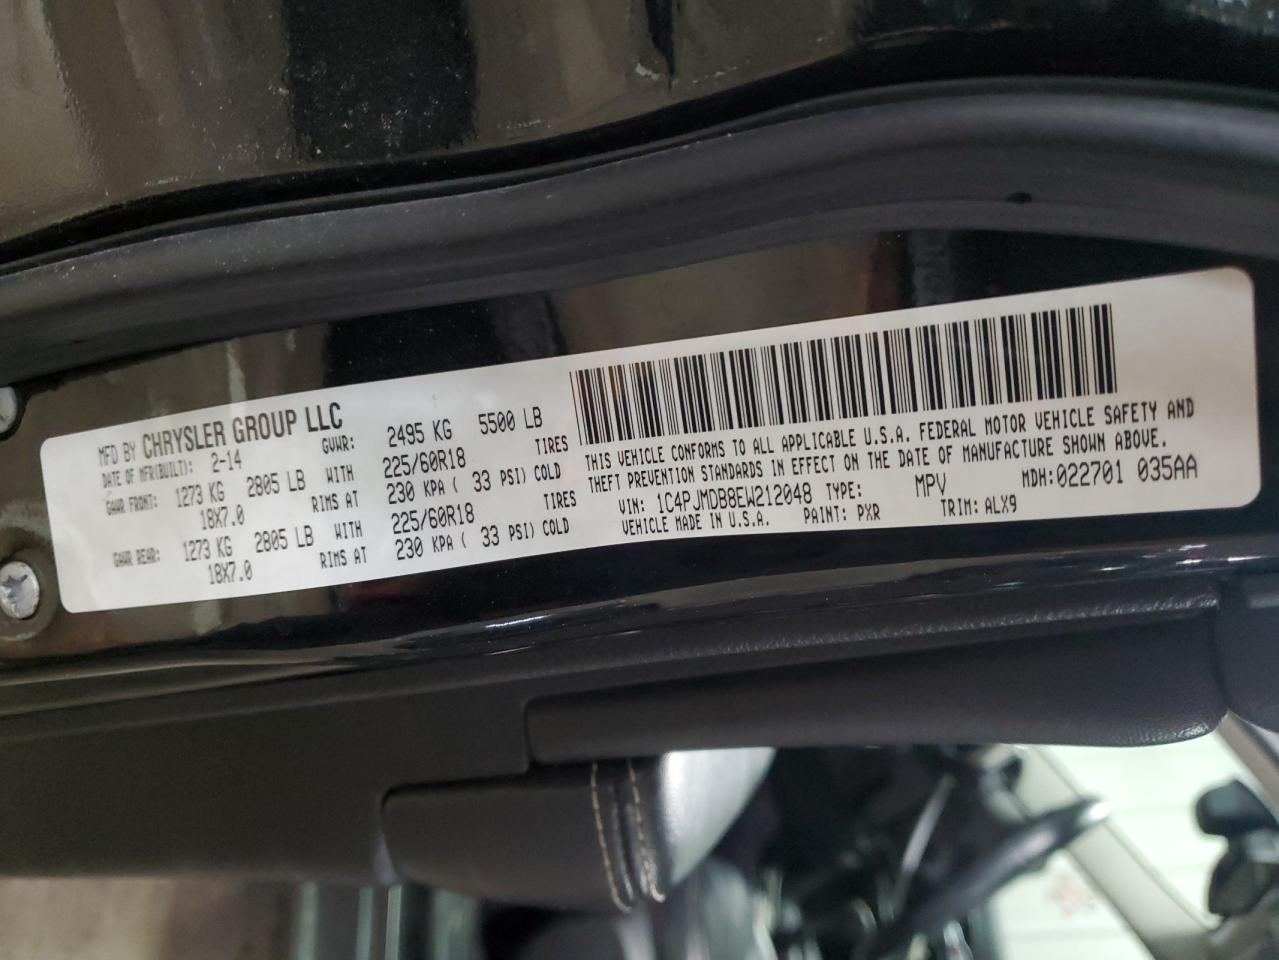 MFD BY CHRYSLER GROUP LLC
DATE OF MFR(BUILT): 2-14 GVWR: 2495 KG 5500 LB
GAWR FRONT: 1273 KG 2805 LB WITH 225/60R18 TIRES
18X7.0 RIMS AT 230 KPA ( 33 PSI) COLD
GAWR REAR: 1273 KG 2805 LB WITH 225/60R18 TIRES
18X7.0 RIMS AT 230 KPA ( 33 PSI) COLD
THIS VEHICLE CONFORMS TO ALL APPLICABLE U.S.A. FEDERAL MOTOR VEHICLE SAFETY AND
THEFT PREVENTION STANDARDS IN EFFECT ON THE DATE OF MANUFACTURE SHOWN ABOVE.
VIN: 1C4PJMDB8EW212048 TYPE: MPV MDH:022701 035AA
VEHICLE MADE IN U.S.A. PAINT: PXR TRIM: ALX9